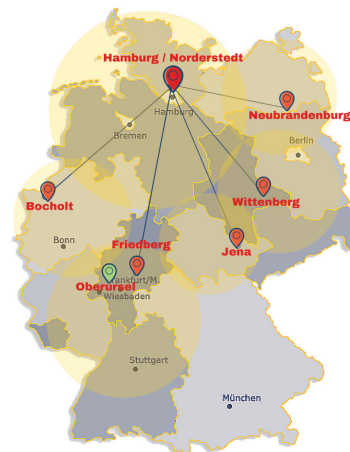 Hamburg / Norderstedt
Hamburg
Neubrandenburg
Bremen
Berlin
Bocholt
Wittenberg
Bonn
Friedberg
Jena
Frankfurt/M.
Oberursel
Wiesbaden
Stuttgart
München